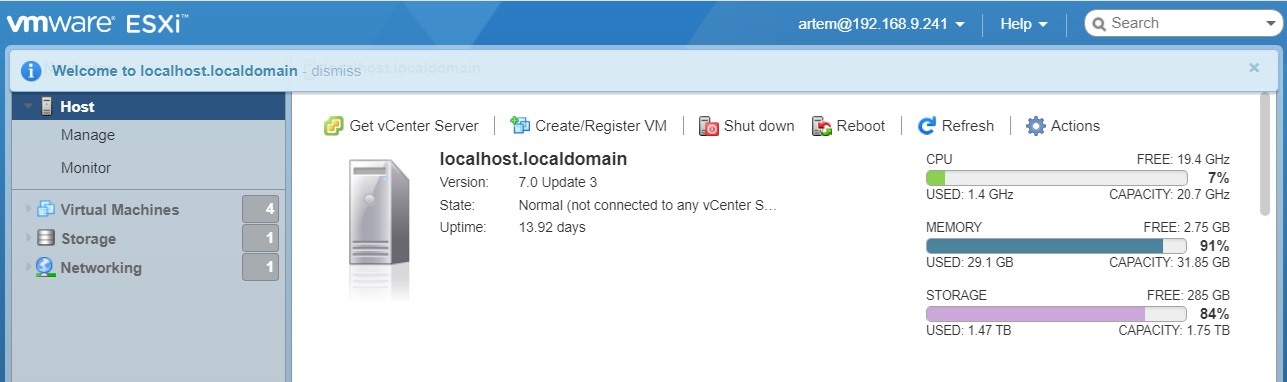 vmware ESXi™
artem@192.168.9.241
Help
Search
Welcome to localhost.localdomain - dismiss
Host
Manage
Monitor
Virtual Machines 4
Storage 1
Networking 1
Get vCenter Server
Create/Register VM
Shut down
Reboot
Refresh
Actions
localhost.localdomain
Version: 7.0 Update 3
State: Normal (not connected to any vCenter S...
Uptime: 13.92 days
CPU FREE: 19.4 GHz
7%
USED: 1.4 GHz CAPACITY: 20.7 GHz
MEMORY FREE: 2.75 GB
91%
USED: 29.1 GB CAPACITY: 31.85 GB
STORAGE FREE: 285 GB
84%
USED: 1.47 TB CAPACITY: 1.75 TB